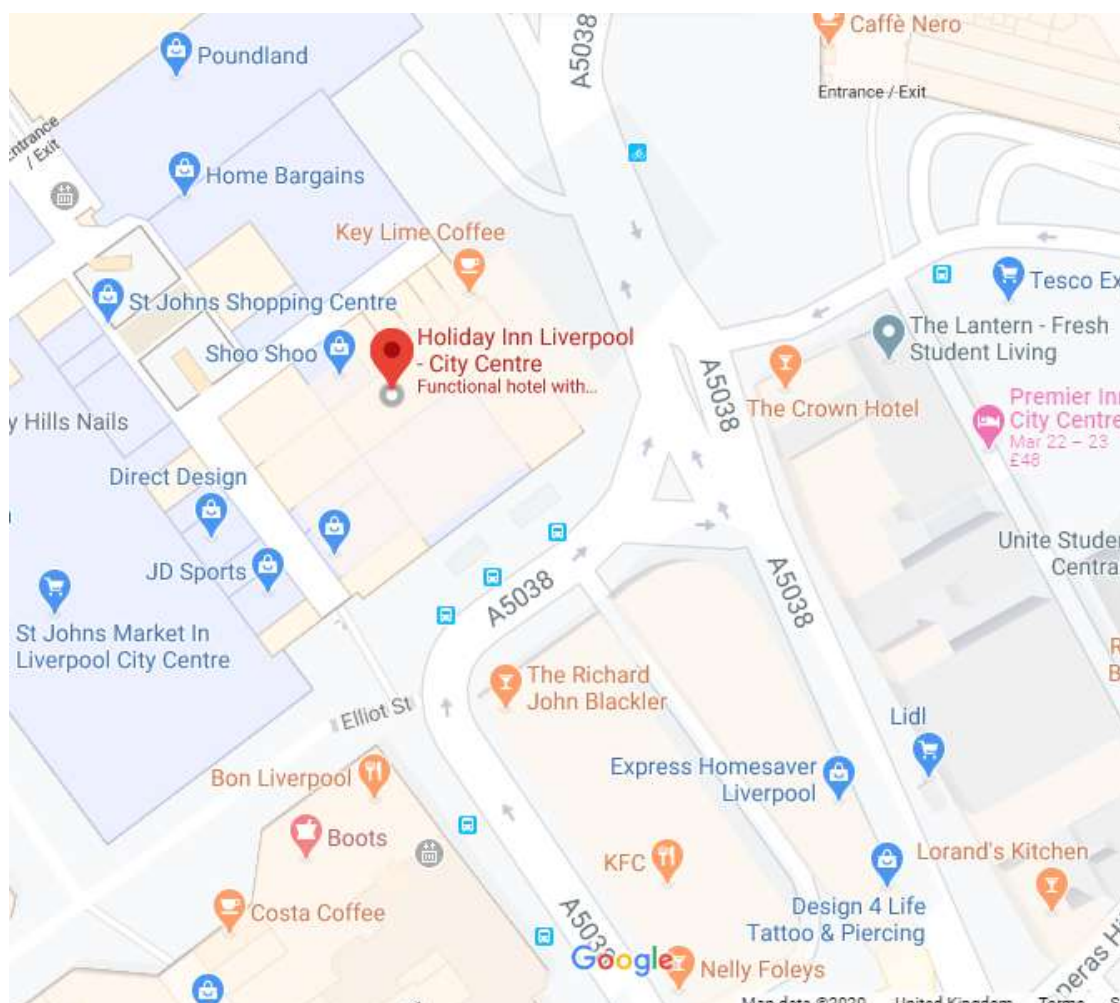 A5038
Caffè Nero
Poundland
Entrance / Exit
Entrance
/ Exit
Home Bargains
Key Lime Coffee
Tesco Ex
St Johns Shopping Centre
The Lantern - Fresh
Student Living
Holiday Inn Liverpool
- City Centre
Functional hotel with...
Shoo Shoo
A5038
The Crown Hotel
Premier Inn
City Centre
Mar 22 – 23
£48
y Hills Nails
Direct Design
Unite Studen
Centra
JD Sports
A5038
A5038
St Johns Market In
Liverpool City Centre
The Richard
John Blackler
Elliot St
Lidl
Bon Liverpool
Express Homesaver
Liverpool
Boots
KFC
Lorand's Kitchen
Costa Coffee
Design 4 Life
Tattoo & Piercing
A5038
Google
Nelly Foleys
peras Hi
Map data ©2020 United Kingdom Terms